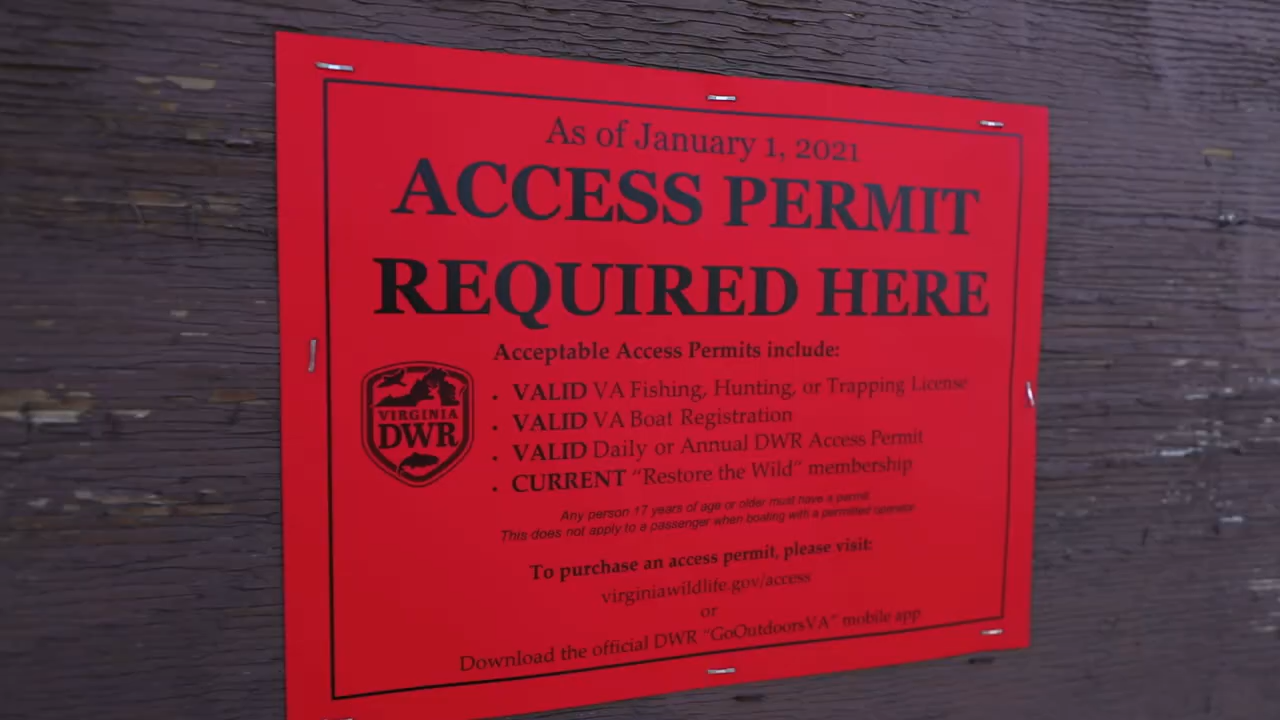 As of January 1, 2021
ACCESS PERMIT
REQUIRED HERE
Acceptable Access Permits include:
• VALID VA Fishing, Hunting, or Trapping License
• VALID VA Boat Registration
• VALID Daily or Annual DWR Access Permit
• CURRENT “Restore the Wild” membership
VIRGINIA
DWR
Any person 17 years of age or older must have a permit
This does not apply to a passenger when boating with a permitted operator
To purchase an access permit, please visit:
virginiawildlife.gov/access
or
Download the official DWR “GoOutdoorsVA” mobile app